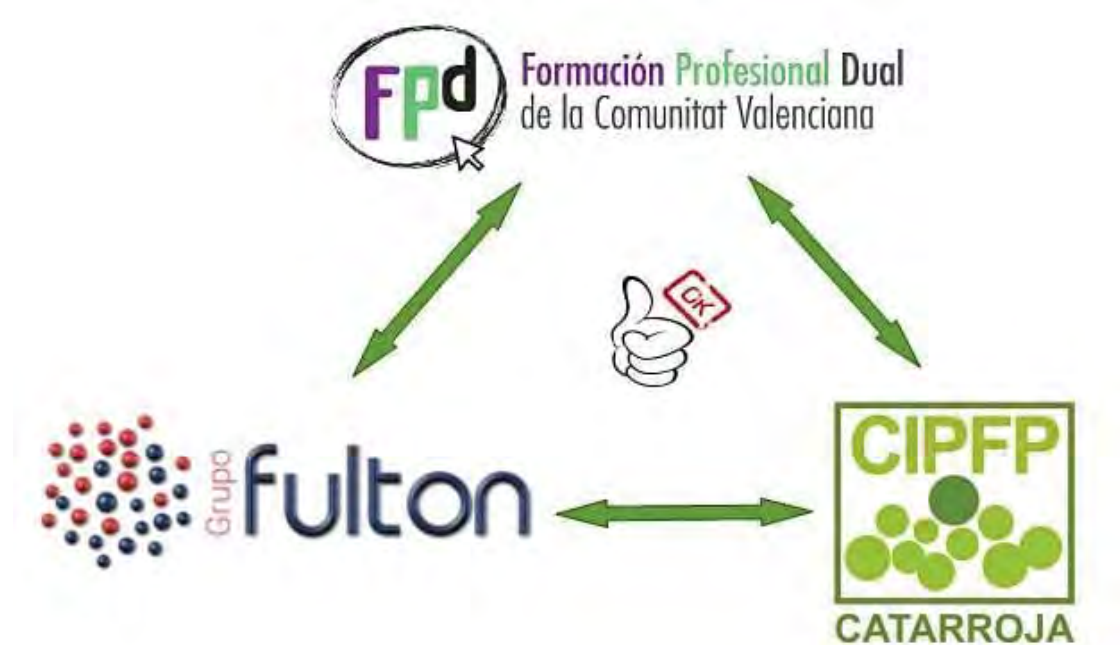 FPd
Formación Profesional Dual
de la Comunitat Valenciana
OK
Grupo
fulton
CIPFP
CATARROJA